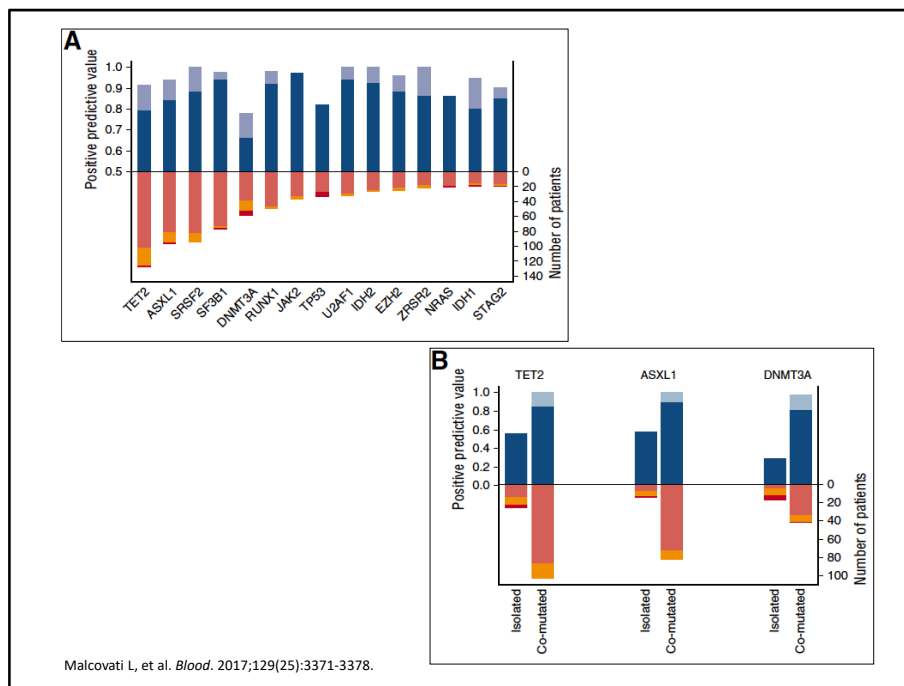 A
Positive predictive value
1.0
0.9
0.8
0.7
0.6
0.5
0
20
40
60
80
100
120
140
Number of patients
TET2
ASXL1
SRSF2
SF3B1
DNMT3A
RUNX1
JAK2
TP53
U2AF1
IDH2
EZH2
ZRSR2
NRAS
IDH1
STAG2
B
TET2 ASXL1 DNMT3A
Positive predictive value
1.0
0.8
0.6
0.4
0.2
0.0
0
20
40
60
80
100
Number of patients
Isolated
Co-mutated
Isolated
Co-mutated
Isolated
Co-mutated
Malcovati L, et al. Blood. 2017;129(25):3371-3378.